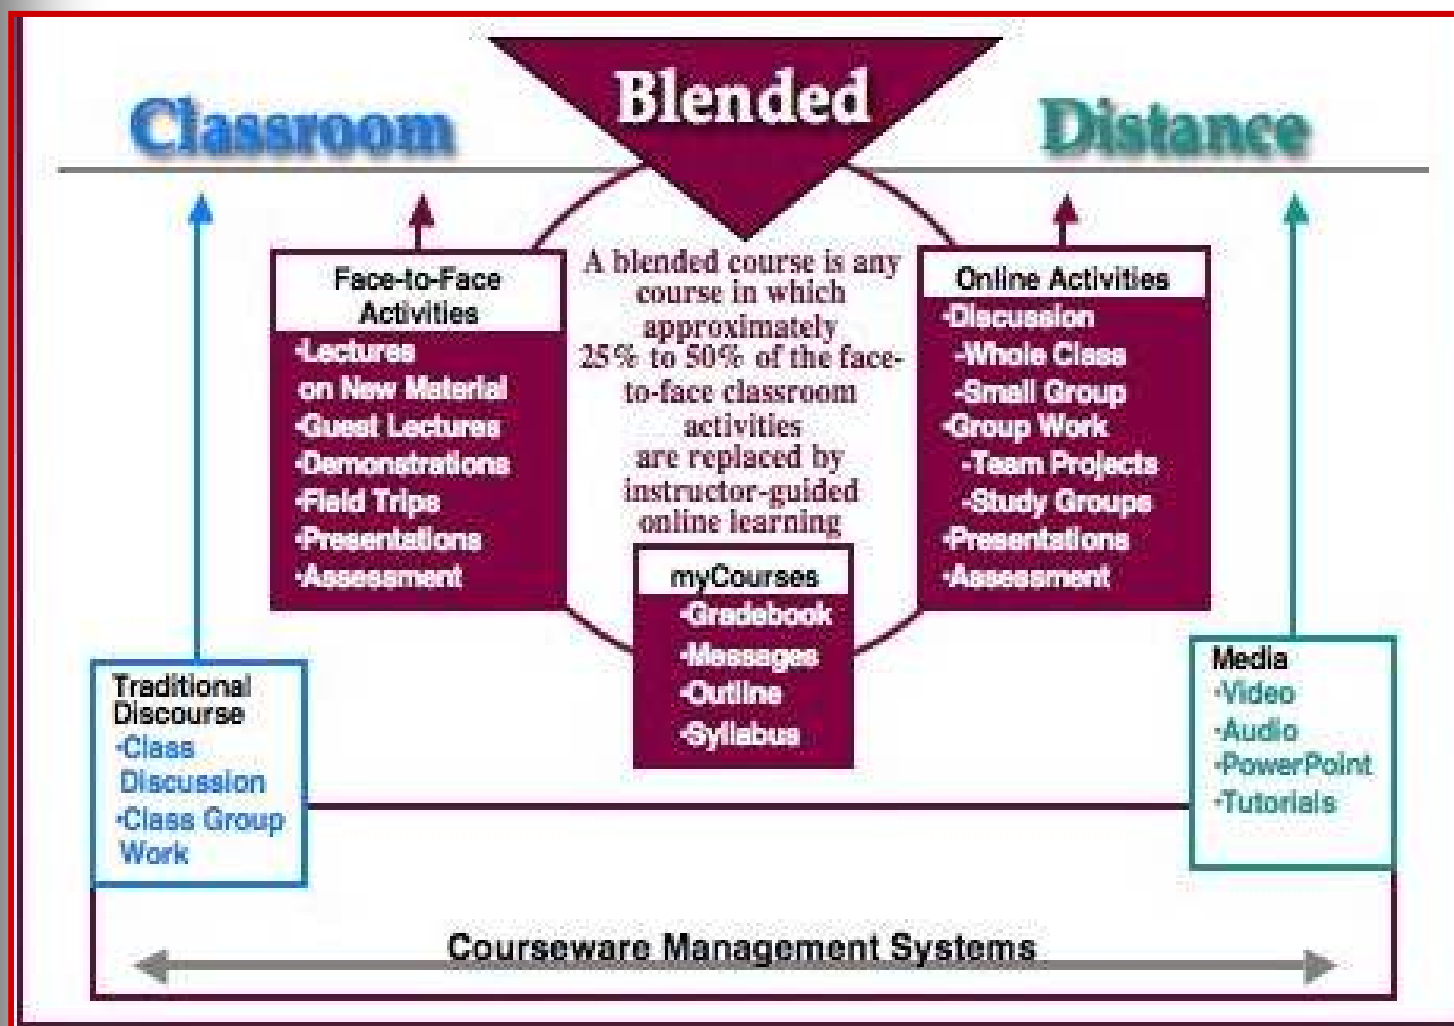 Blended
Classroom
Distance
Face-to-Face
Activities
•Lectures
on New Material
•Guest Lectures
•Demonstrations
•Field Trips
•Presentations
•Assessment
A blended course is any
course in which
approximately
25% to 50% of the face-
to-face classroom
activities
are replaced by
instructor-guided
online learning
Online Activities
•Discussion
-Whole Class
-Small Group
•Group Work
-Team Projects
-Study Groups
•Presentations
•Assessment
myCourses
•Gradebook
•Messages
•Outline
•Syllabus
Traditional
Discourse
•Class
Discussion
•Class Group
Work
Media
•Video
•Audio
•PowerPoint
•Tutorials
Courseware Management Systems